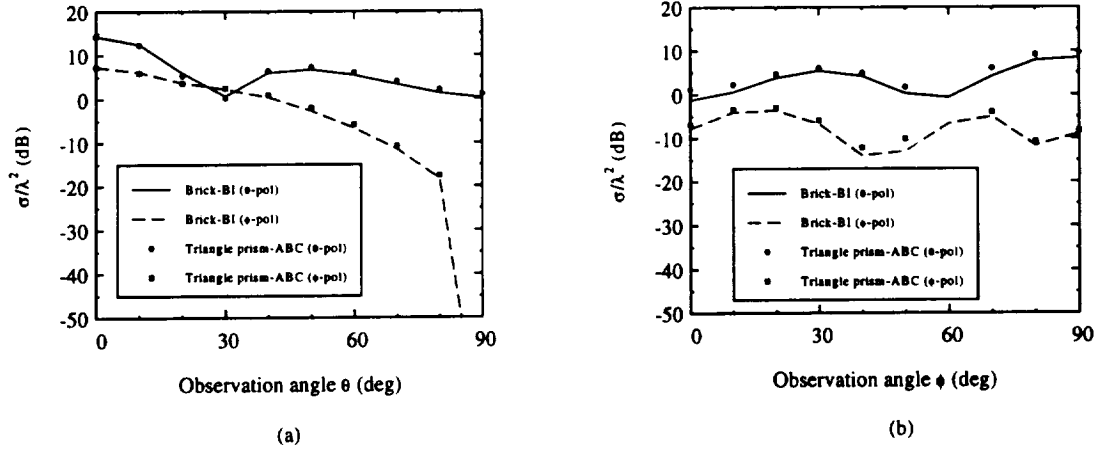 20
10
0
-10
-20
-30
-40
-50
σ/λ²  (dB)
Brick-BI (θ-pol)
Brick-BI (φ-pol)
Triangle prism-ABC (θ-pol)
Triangle prism-ABC (φ-pol)
0 30 60 90
Observation angle θ (deg)
(a)
20
10
0
-10
-20
-30
-40
-50
σ/λ² (dB)
Brick-BI (θ-pol)
Brick-BI (φ-pol)
Triangle prism-ABC (θ-pol)
Triangle prism-ABC (φ-pol)
0 30 60 90
Observation angle φ (deg)
(b)